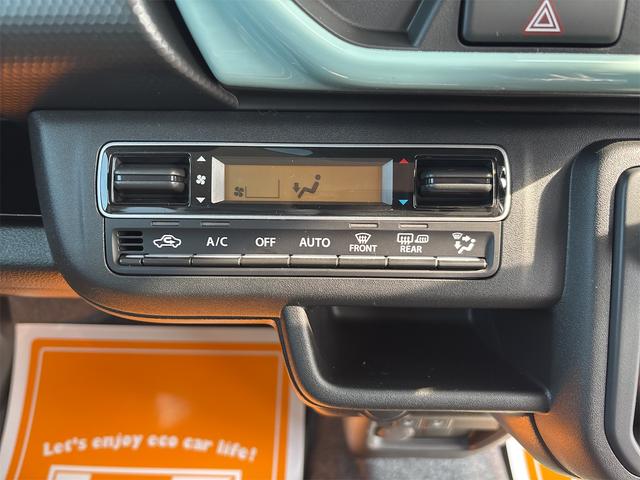 A/C OFF AUTO FRONT REAR
Let's enjoy eco car life!